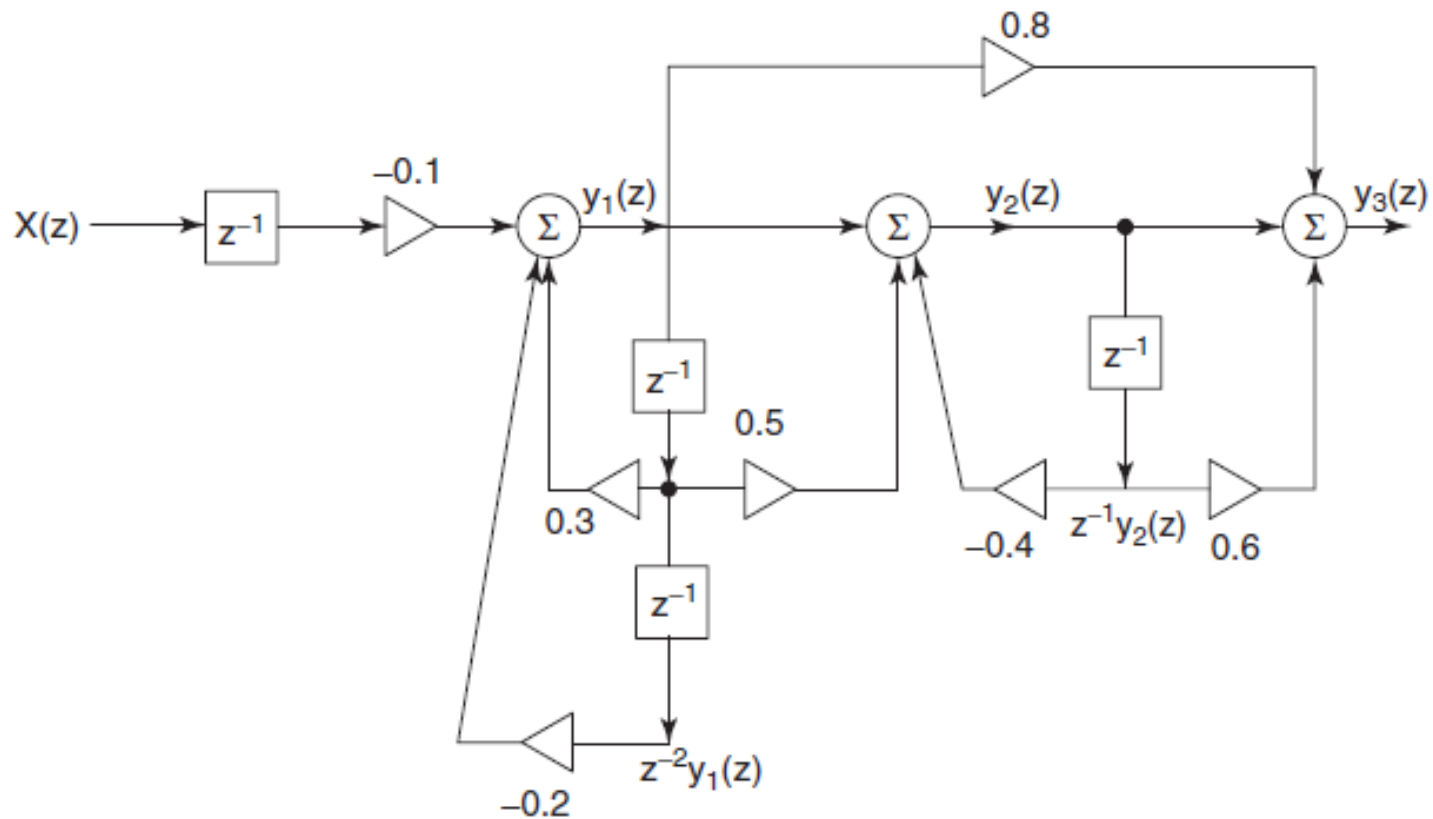 0.8
−0.1
X(z)
z⁻¹
Σ
y₁(z)
Σ
y₂(z)
Σ
y₃(z)
z⁻¹
z⁻¹
0.5
0.3
−0.4
z⁻¹y₂(z)
0.6
z⁻¹
z⁻²y₁(z)
−0.2